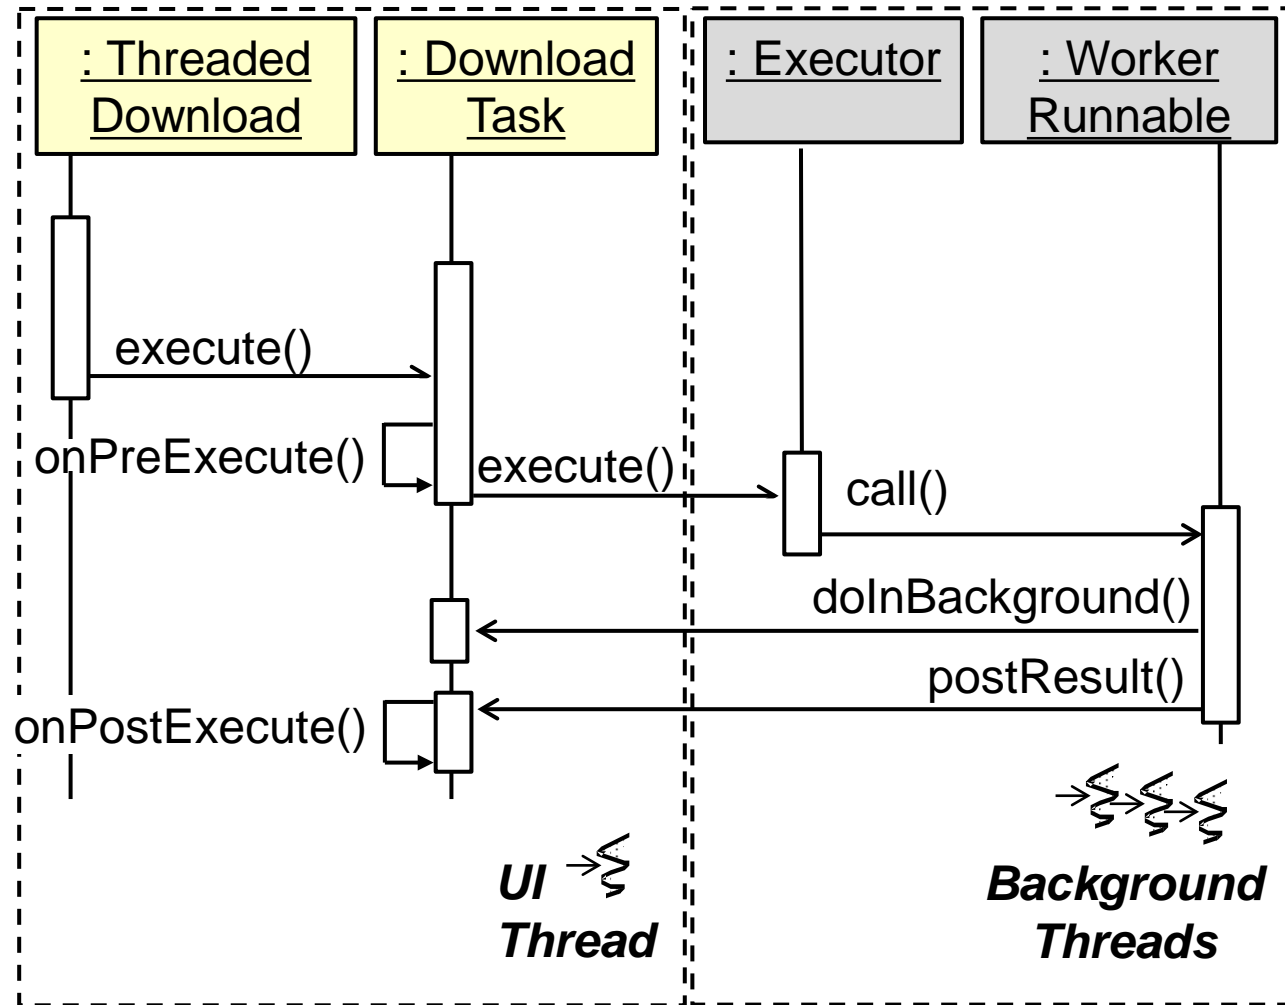 : Threaded
Download
: Download
Task
: Executor
: Worker
Runnable
execute()
onPreExecute()
execute()
call()
doInBackground()
postResult()
onPostExecute()
UI
Thread
Background
Threads